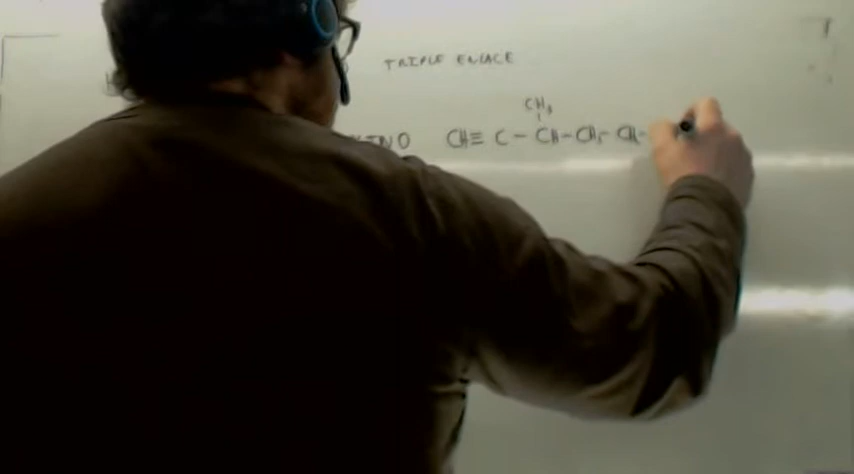 TRIPLE ENLACE
CH₃
CH≡ C – CH–CH₂– CH–